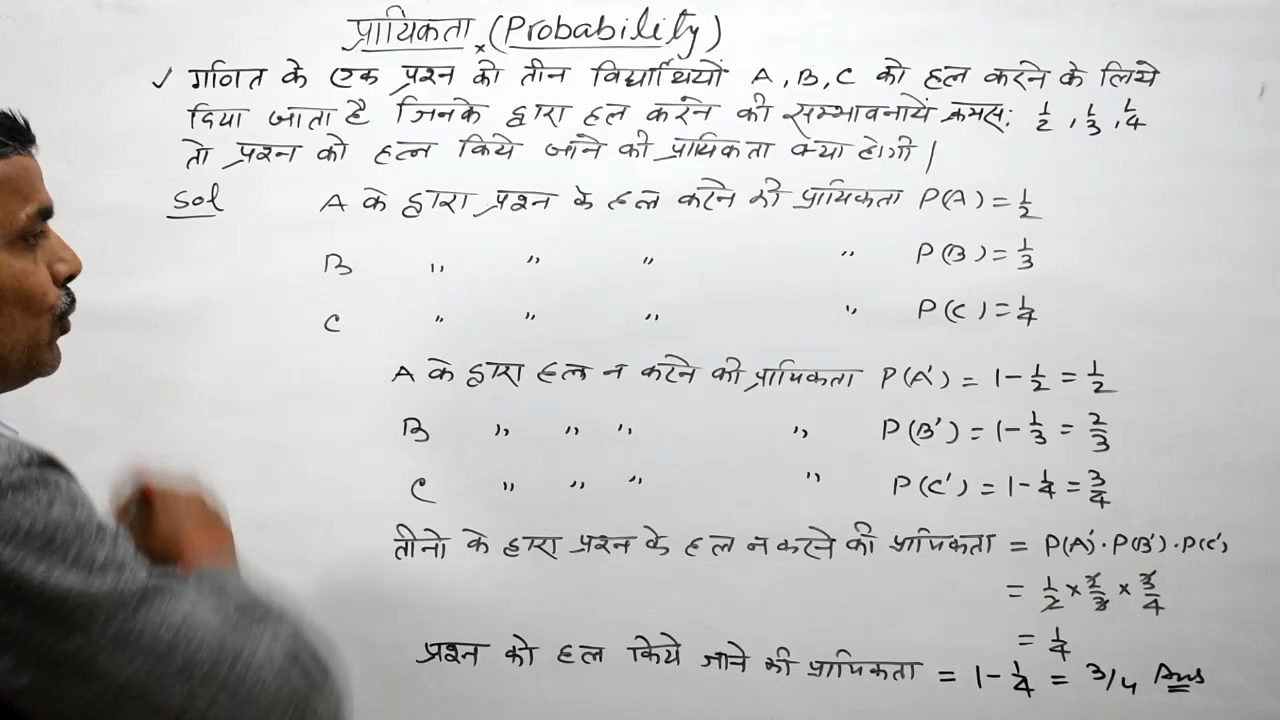 प्रायिकता (Probability)
गणित के एक प्रश्न को तीन विद्यार्थियों A, B, C को हल करने के लिये
दिया जाता है जिनके द्वारा हल करने की सम्भावनायें क्रमस: 1/2, 1/3, 1/4
तो प्रश्न को हल किये जाने की प्रायिकता क्या होगी |
Sol A के द्वारा प्रश्न के हल करने की प्रायिकता P(A) = 1/2
B " " " " P(B) = 1/3
C " " " " P(C) = 1/4
A के द्वारा हल न करने की प्रायिकता P(A') = 1 - 1/2 = 1/2
B " " " " P(B') = 1 - 1/3 = 2/3
C " " " " P(C') = 1 - 1/4 = 3/4
तीनो के द्वारा प्रश्न के हल न करने की प्रायिकता = P(A')·P(B')·P(C')
= 1/2 × 2/3 × 3/4
= 1/4
प्रश्न को हल किये जाने की प्रायिकता = 1 - 1/4 = 3/4 Ans